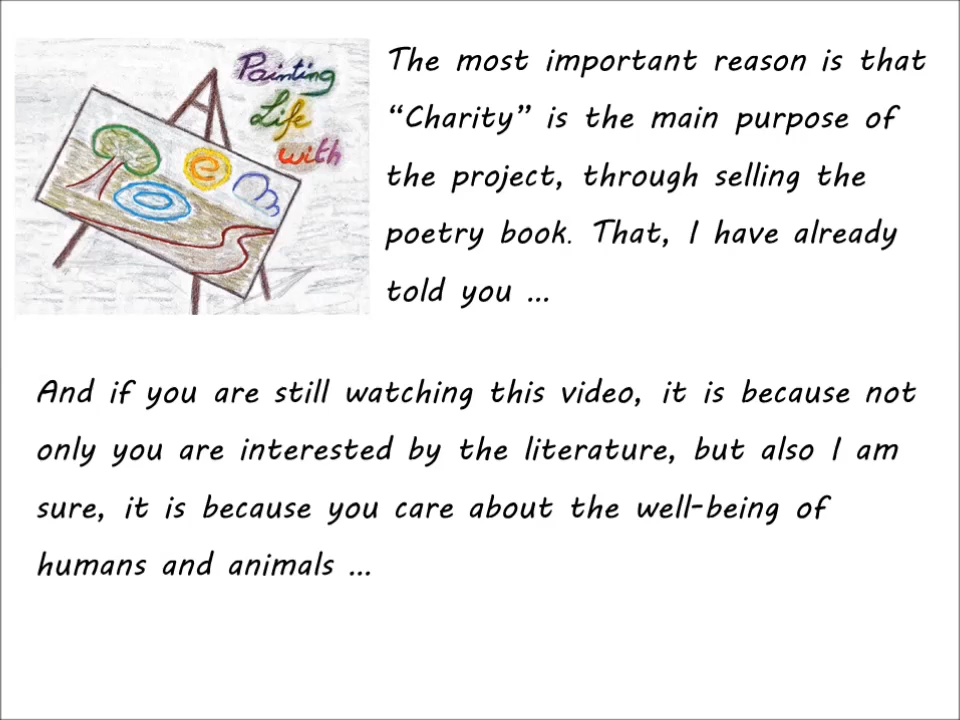 Painting
Life
with
The most important reason is that
“Charity” is the main purpose of
the project, through selling the
poetry book. That, I have already
told you ...
And if you are still watching this video, it is because not
only you are interested by the literature, but also I am
sure, it is because you care about the well-being of
humans and animals ...